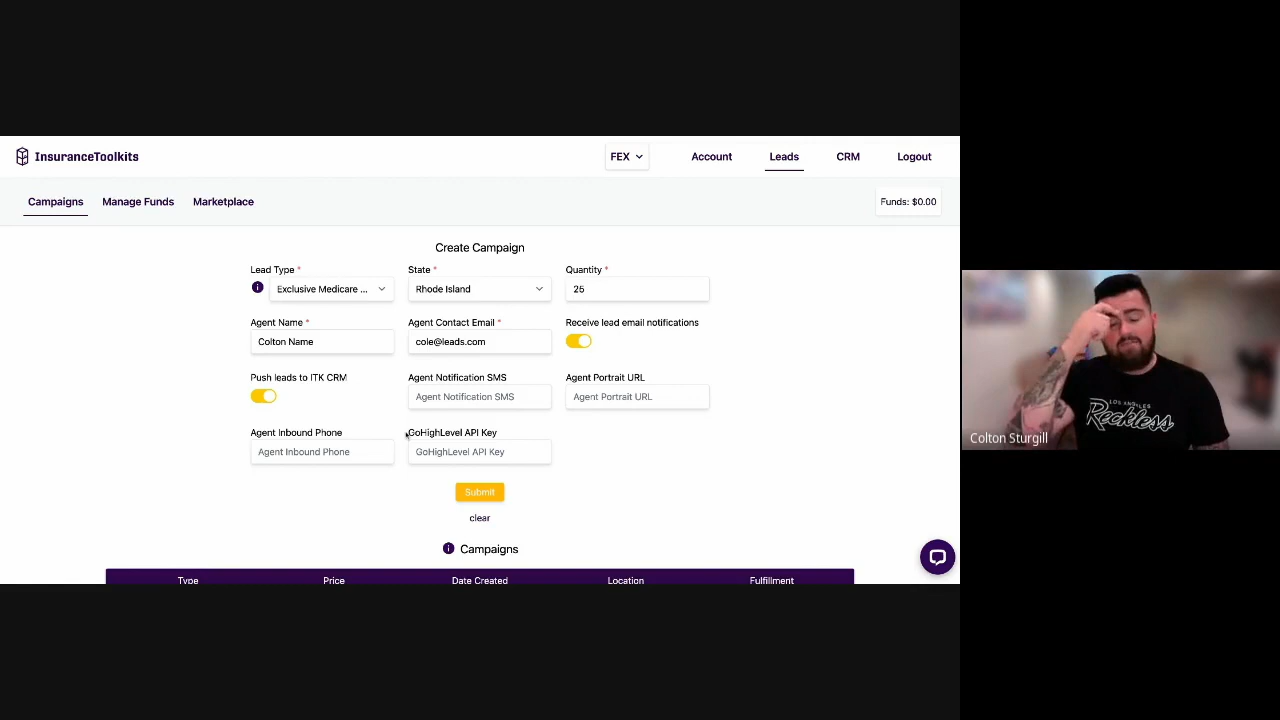 InsuranceToolkits
FEX
Account
Leads
CRM
Logout
Campaigns
Manage Funds
Marketplace
Funds: $0.00
Create Campaign
Lead Type *
State *
Quantity *
Exclusive Medicare ...
Rhode Island
25
Agent Name *
Agent Contact Email *
Receive lead email notifications
Colton Name
cole@leads.com
Push leads to ITK CRM
Agent Notification SMS
Agent Portrait URL
Agent Notification SMS
Agent Portrait URL
Agent Inbound Phone
GoHighLevel API Key
Agent Inbound Phone
GoHighLevel API Key
Submit
clear
Campaigns
Type
Price
Date Created
Location
Fulfillment
LOS ANGELES
Reckless
Colton Sturgill